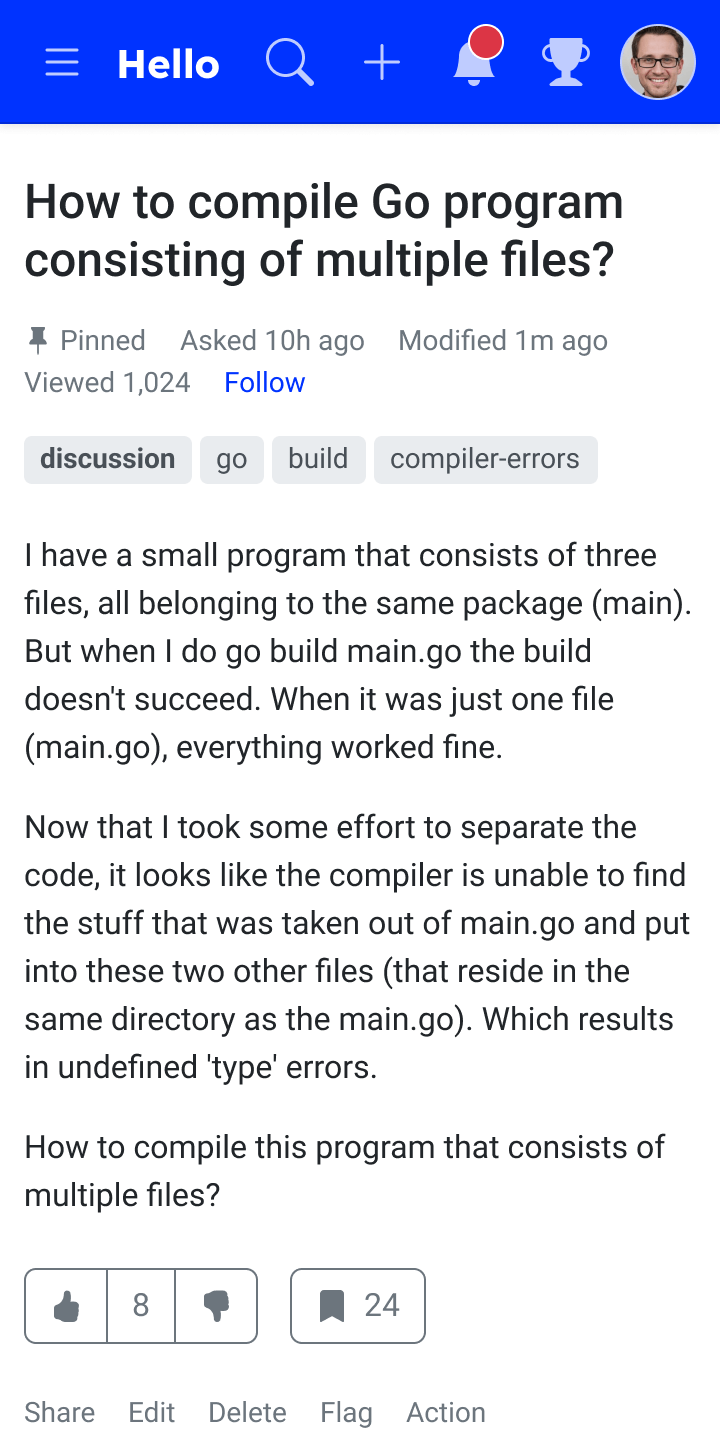 Hello
How to compile Go program
consisting of multiple files?
Pinned Asked 10h ago Modified 1m ago
Viewed 1,024 Follow
discussion go build compiler-errors
I have a small program that consists of three
files, all belonging to the same package (main).
But when I do go build main.go the build
doesn't succeed. When it was just one file
(main.go), everything worked fine.
Now that I took some effort to separate the
code, it looks like the compiler is unable to find
the stuff that was taken out of main.go and put
into these two other files (that reside in the
same directory as the main.go). Which results
in undefined 'type' errors.
How to compile this program that consists of
multiple files?
8 24
Share Edit Delete Flag Action